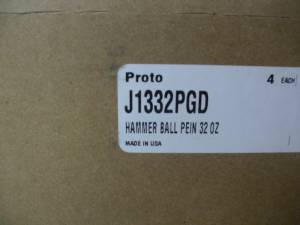 Proto 4 EACH
J1332PGD
HAMMER BALL PEIN 32 OZ
MADE IN USA